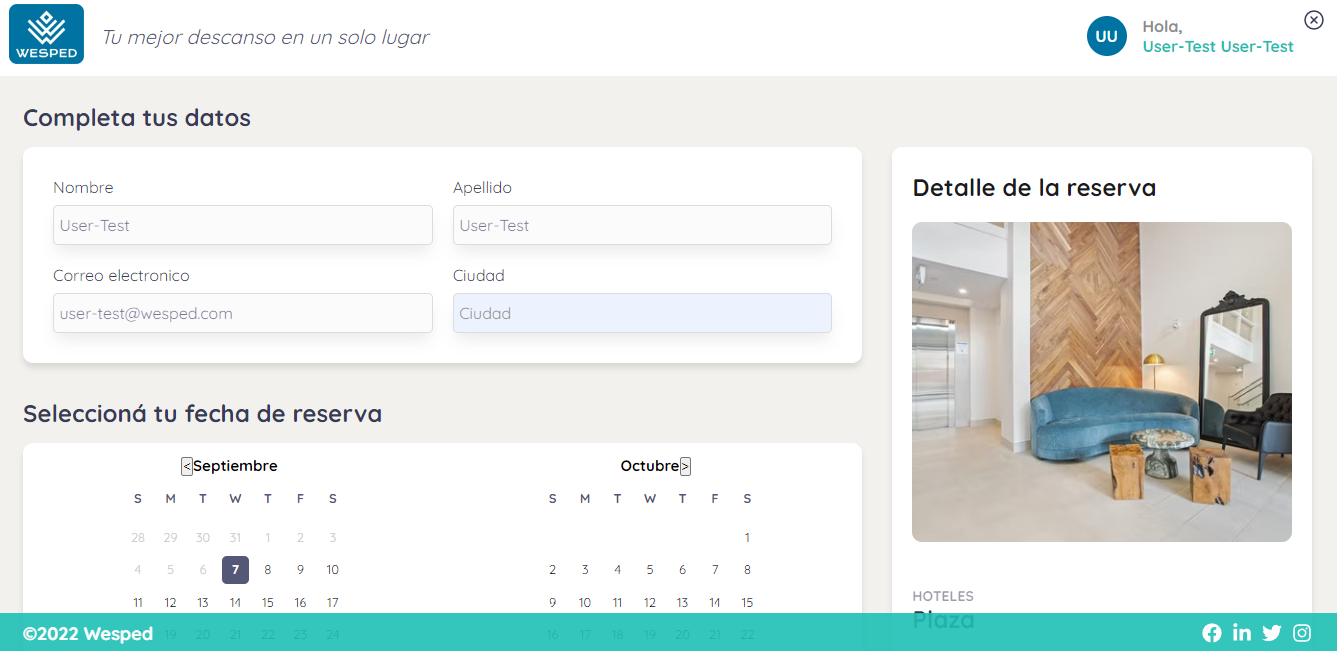 WESPED
Tu mejor descanso en un solo lugar
UU
Hola,
User-Test User-Test
Completa tus datos
Nombre
User-Test
Apellido
User-Test
Correo electronico
user-test@wesped.com
Ciudad
Ciudad
Seleccioná tu fecha de reserva
<Septiembre
S M T W T F S
28 29 30 31 1 2 3
4 5 6 7 8 9 10
11 12 13 14 15 16 17
19 20 21 22 23 24
Octubre>
S M T W T F S
1
2 3 4 5 6 7 8
9 10 11 12 13 14 15
16 17 18 19 20 21 22
Detalle de la reserva
HOTELES
Plaza
©2022 Wesped